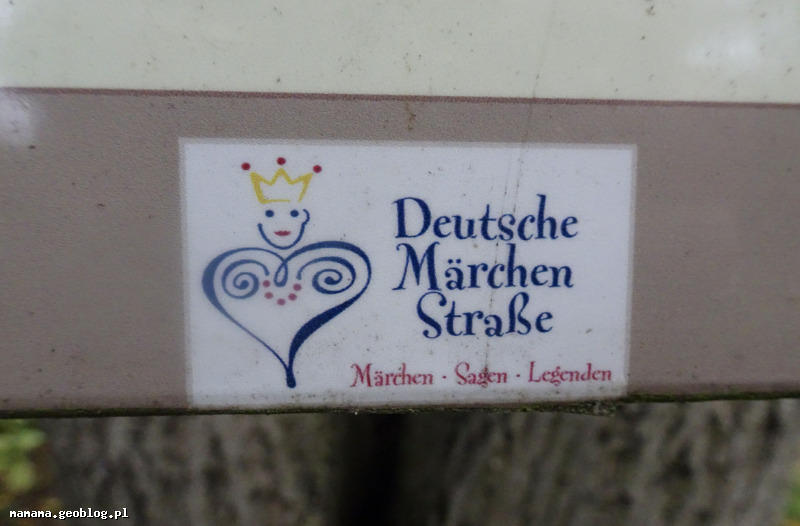 Deutsche
Märchen
Straße
Märchen · Sagen · Legenden
mamama.geoblog.pl